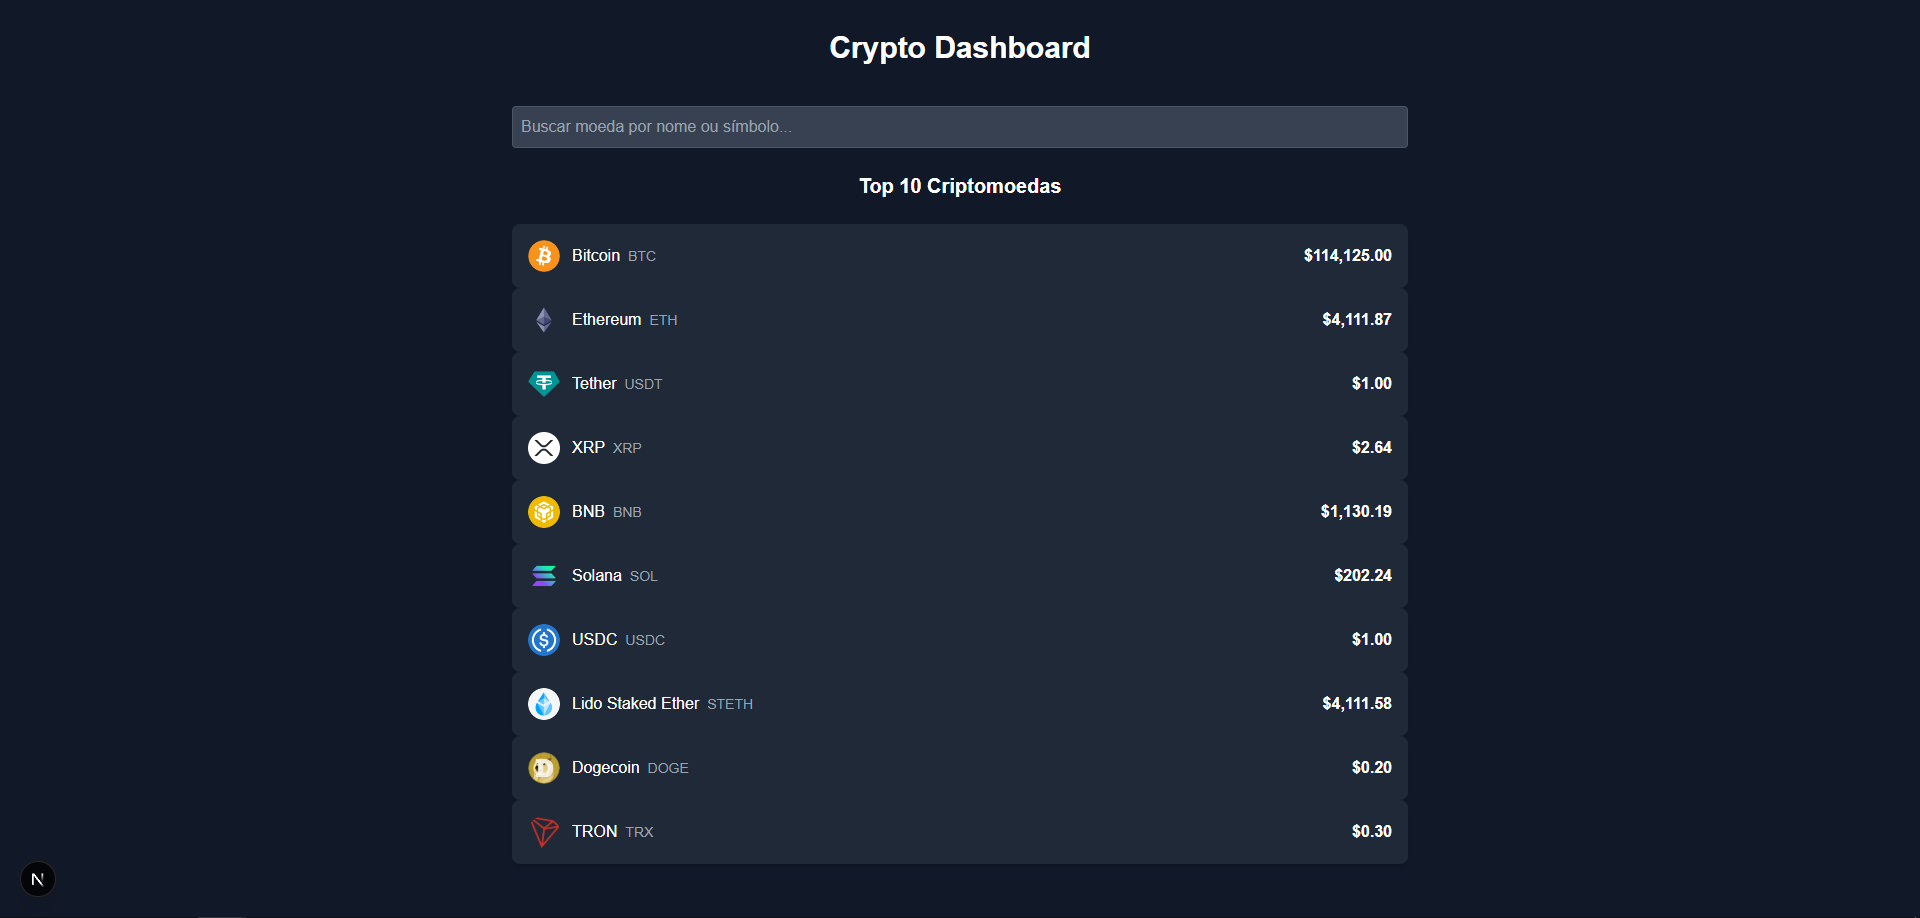 Crypto Dashboard
Buscar moeda por nome ou símbolo...
Top 10 Criptomoedas
Bitcoin BTC $114,125.00
Ethereum ETH $4,111.87
Tether USDT $1.00
XRP XRP $2.64
BNB BNB $1,130.19
Solana SOL $202.24
USDC USDC $1.00
Lido Staked Ether STETH $4,111.58
Dogecoin DOGE $0.20
TRON TRX $0.30
N